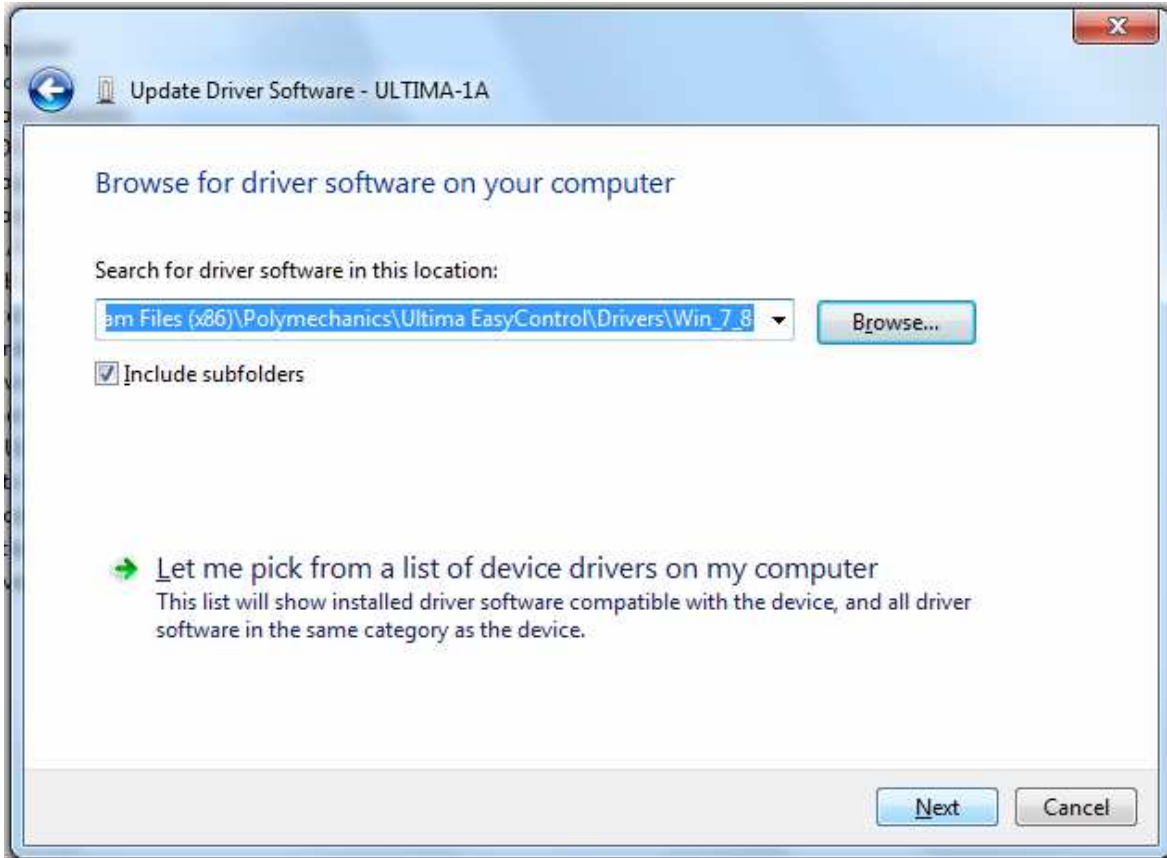 Update Driver Software - ULTIMA-1A
Browse for driver software on your computer
Search for driver software in this location:
am Files (x86)\Polymechanics\Ultima EasyControl\Drivers\Win_7_8
Browse...
Include subfolders
Let me pick from a list of device drivers on my computer
This list will show installed driver software compatible with the device, and all driver
software in the same category as the device.
Next
Cancel